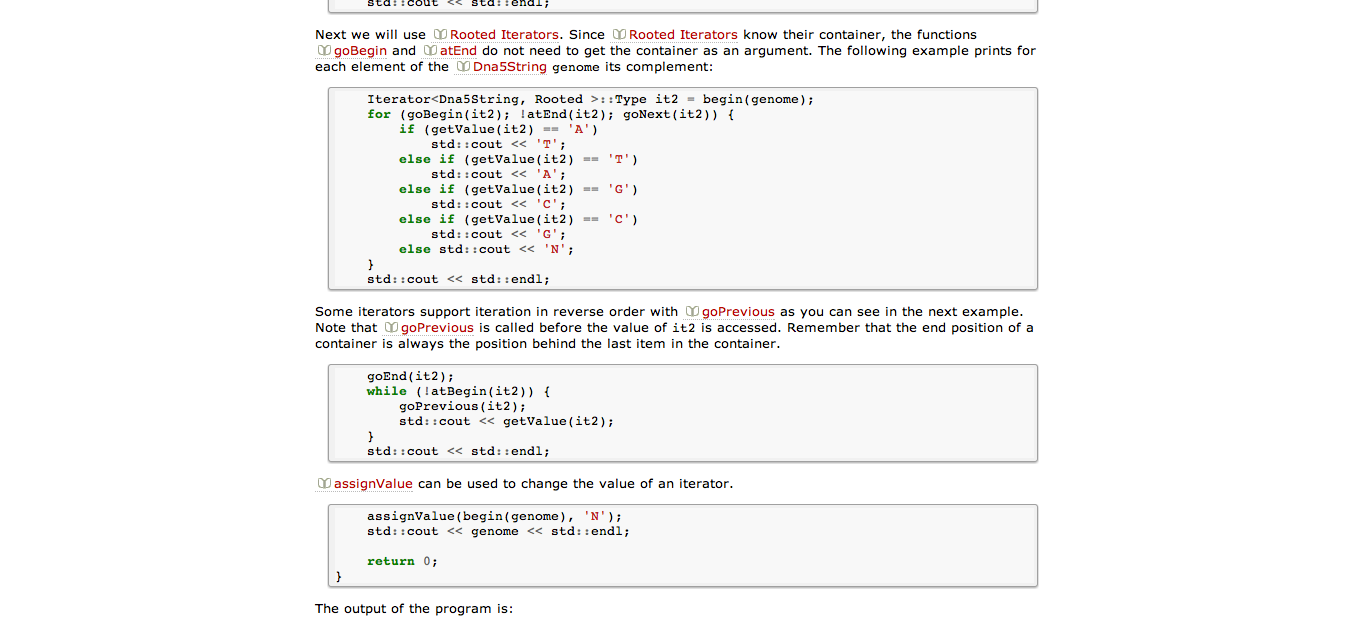 std::cout << std::endl;
Next we will use Rooted Iterators. Since Rooted Iterators know their container, the functions
goBegin and atEnd do not need to get the container as an argument. The following example prints for
each element of the Dna5String genome its complement:
Iterator<Dna5String, Rooted >::Type it2 = begin(genome);
for (goBegin(it2); !atEnd(it2); goNext(it2)) {
if (getValue(it2) == 'A')
std::cout << 'T';
else if (getValue(it2) == 'T')
std::cout << 'A';
else if (getValue(it2) == 'G')
std::cout << 'C';
else if (getValue(it2) == 'C')
std::cout << 'G';
else std::cout << 'N';
}
std::cout << std::endl;
Some iterators support iteration in reverse order with goPrevious as you can see in the next example.
Note that goPrevious is called before the value of it2 is accessed. Remember that the end position of a
container is always the position behind the last item in the container.
goEnd(it2);
while (!atBegin(it2)) {
goPrevious(it2);
std::cout << getValue(it2);
}
std::cout << std::endl;
assignValue can be used to change the value of an iterator.
assignValue(begin(genome), 'N');
std::cout << genome << std::endl;
return 0;
}
The output of the program is: